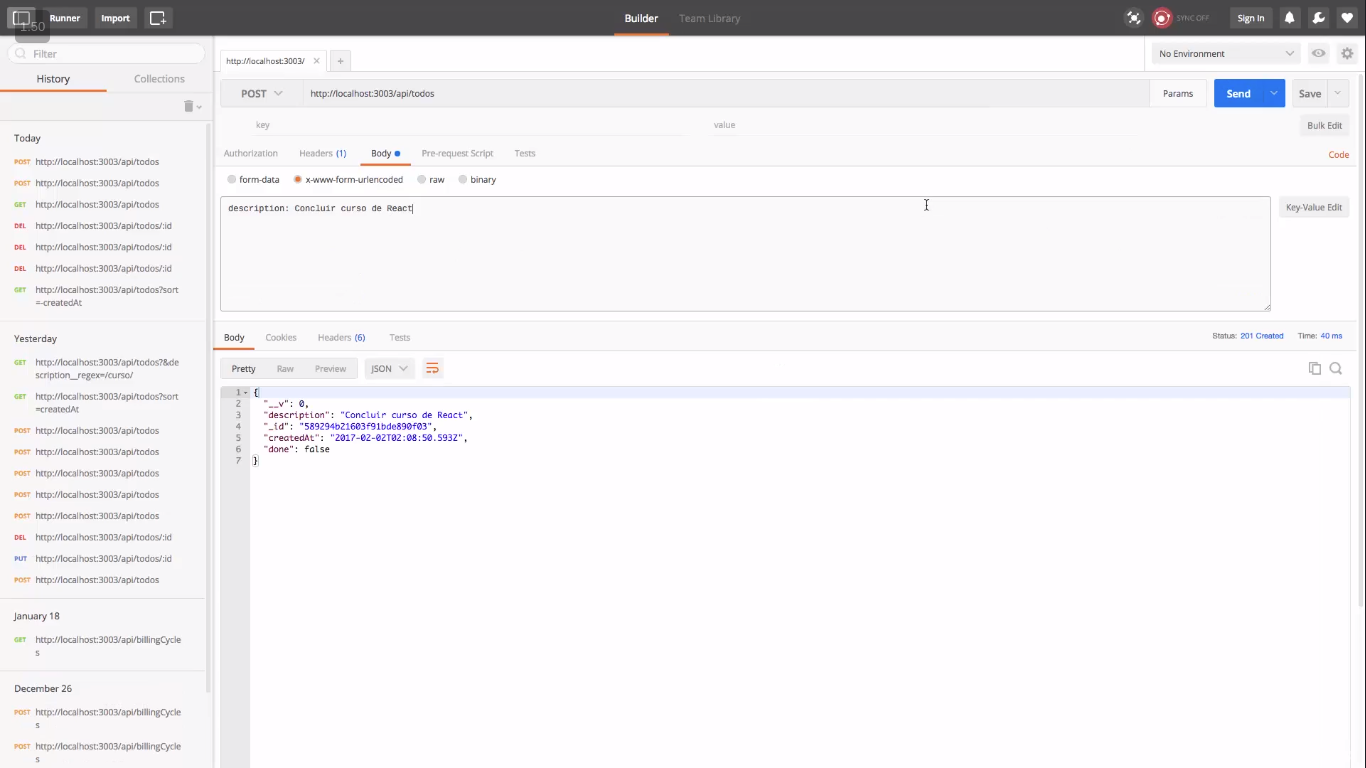 1:50
Runner
Import
Builder
Team Library
SYNC OFF
Sign In
Filter
History
Collections
Today
POST http://localhost:3003/api/todos
POST http://localhost:3003/api/todos
GET http://localhost:3003/api/todos
DEL http://localhost:3003/api/todos/:id
DEL http://localhost:3003/api/todos/:id
DEL http://localhost:3003/api/todos/:id
GET http://localhost:3003/api/todos?sort
=-createdAt
Yesterday
GET http://localhost:3003/api/todos?&de
scription__regex=/curso/
GET http://localhost:3003/api/todos?sort
=createdAt
POST http://localhost:3003/api/todos
POST http://localhost:3003/api/todos
POST http://localhost:3003/api/todos
POST http://localhost:3003/api/todos
POST http://localhost:3003/api/todos
DEL http://localhost:3003/api/todos/:id
PUT http://localhost:3003/api/todos/:id
POST http://localhost:3003/api/todos
January 18
GET http://localhost:3003/api/billingCycle
s
December 26
POST http://localhost:3003/api/billingCycle
s
POST http://localhost:3003/api/billingCycle
s
http://localhost:3003/
No Environment
POST http://localhost:3003/api/todos
Params
Send
Save
key value
Bulk Edit
Authorization Headers (1) Body Pre-request Script Tests
Code
form-data x-www-form-urlencoded raw binary
description: Concluir curso de React
Key-Value Edit
Body Cookies Headers (6) Tests
Status: 201 Created Time: 40 ms
Pretty Raw Preview JSON
1 {
2 "__v": 0,
3 "description": "Concluir curso de React",
4 "_id": "589294b21603f91bde890f03",
5 "createdAt": "2017-02-02T02:08:50.593Z",
6 "done": false
7 }